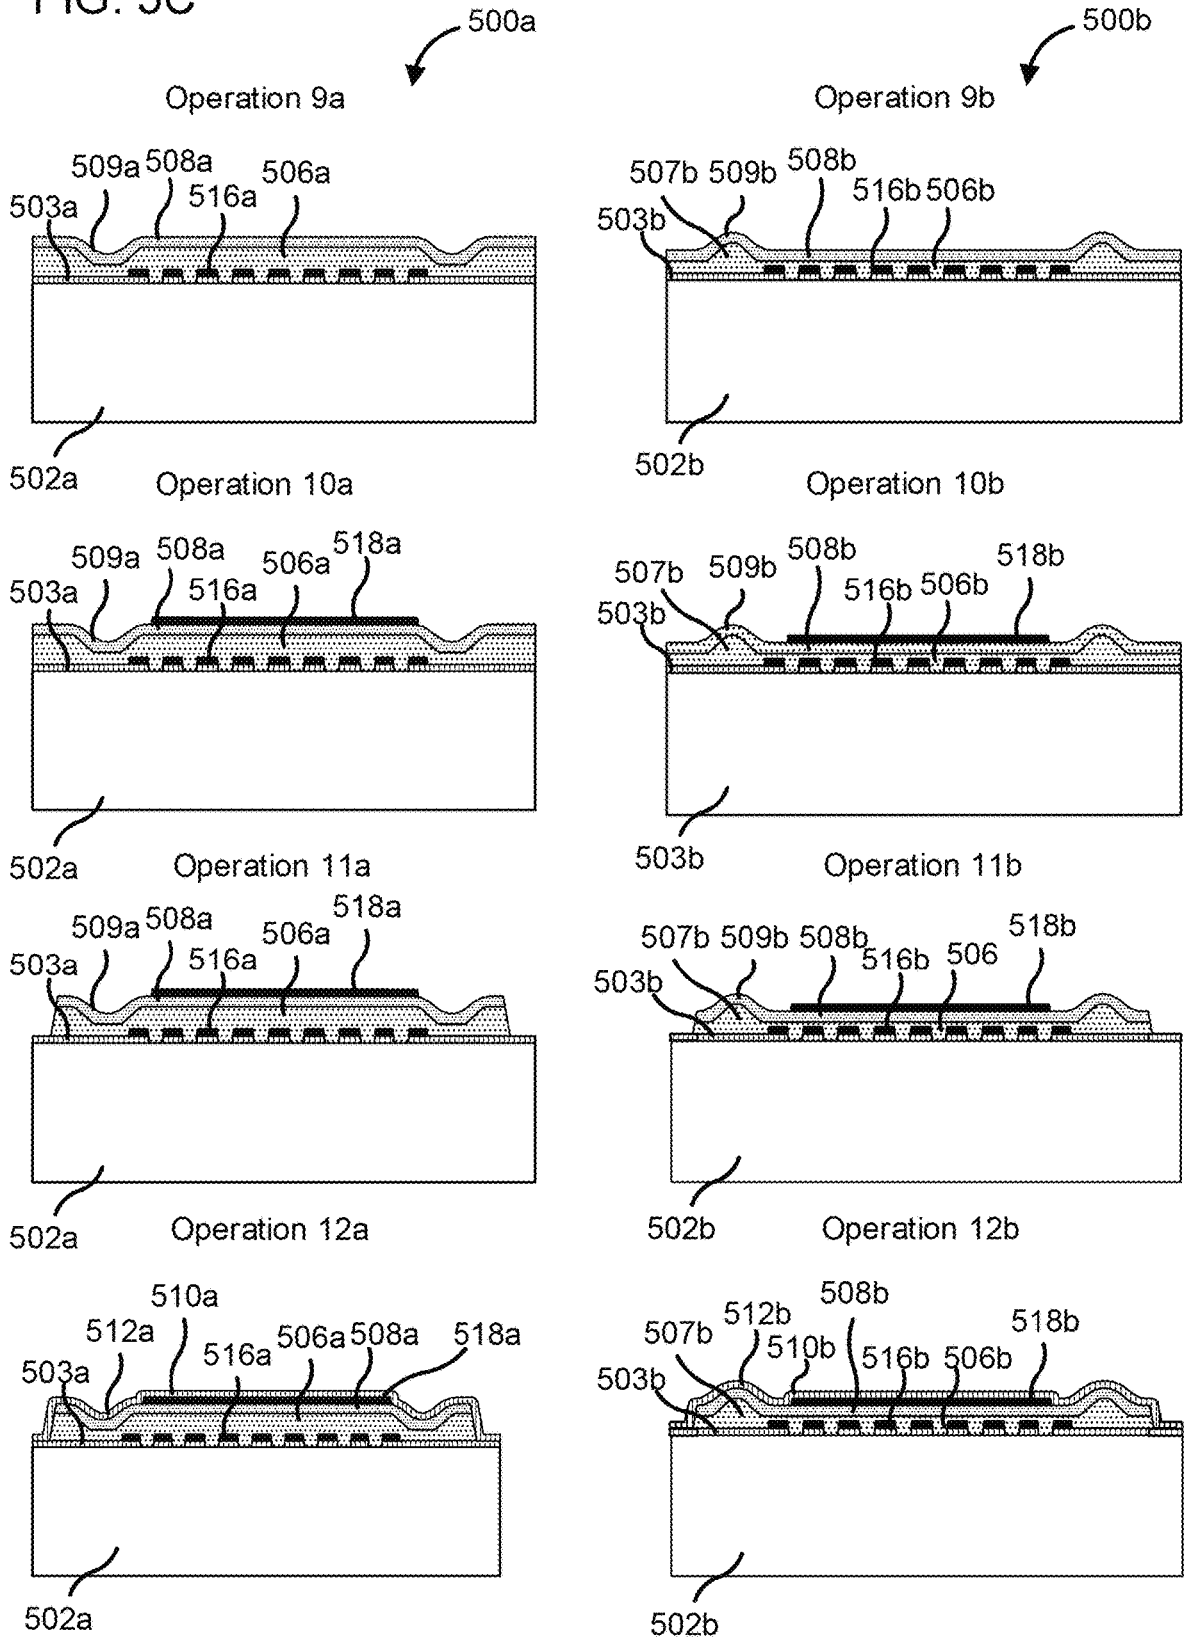 FIG. 5C
500a
500b
Operation 9a
Operation 9b
509a 508a 506a
503a 516a
507b 509b 508b
503b 516b 506b
502a
502b
Operation 10a
Operation 10b
509a 508a 506a 518a
503a 516a
507b 509b 508b 518b
503b 516b 506b
502a
503b
Operation 11a
Operation 11b
509a 508a 506a 518a
503a 516a
507b 509b 508b 518b
503b 516b 506
502a
502b
Operation 12a
Operation 12b
510a
512a 506a 508a 518a
503a 516a
512b 508b
507b 510b 518b
503b 516b 506b
502a
502b